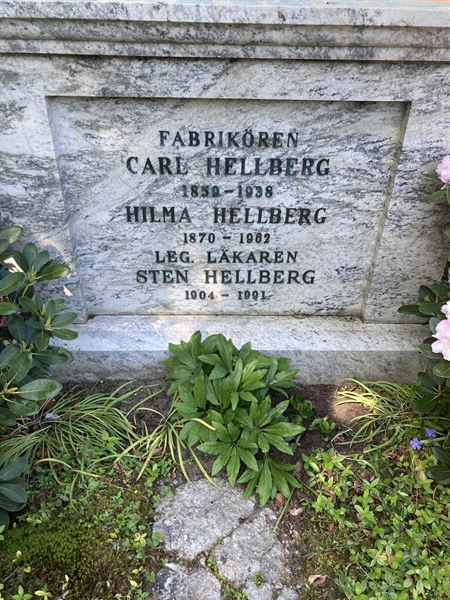 FABRIKÖREN
CARL HELLBERG
1859-1938
HILMA HELLBERG
1870 - 1962
LEG. LÄKAREN
STEN HELLBERG
1904 - 1991